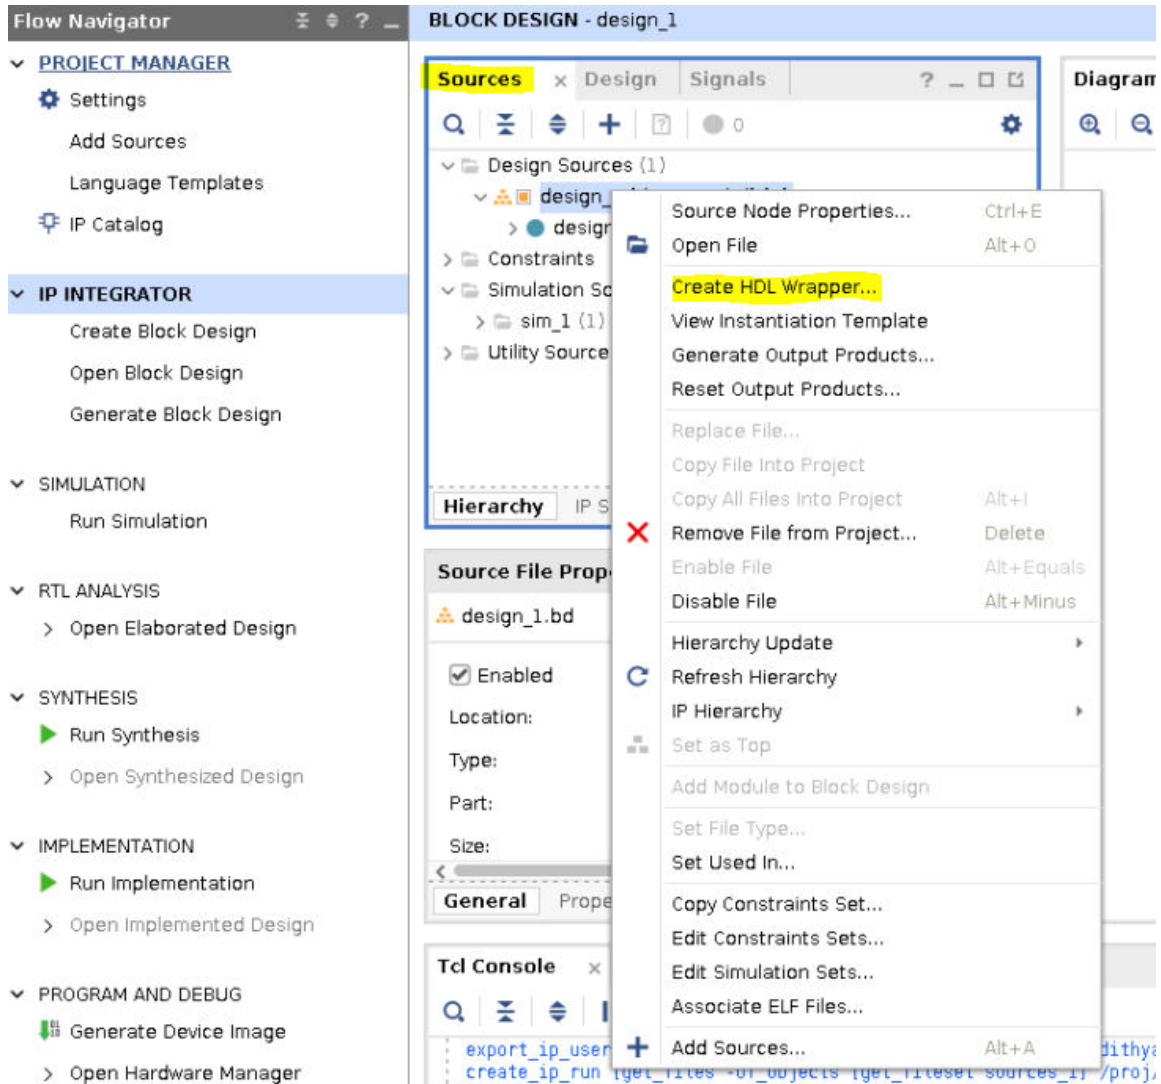 Flow Navigator ? _
PROJECT MANAGER
Settings
Add Sources
Language Templates
IP Catalog
IP INTEGRATOR
Create Block Design
Open Block Design
Generate Block Design
SIMULATION
Run Simulation
RTL ANALYSIS
Open Elaborated Design
SYNTHESIS
Run Synthesis
Open Synthesized Design
IMPLEMENTATION
Run Implementation
Open Implemented Design
PROGRAM AND DEBUG
Generate Device Image
Open Hardware Manager
BLOCK DESIGN - design_1
Sources × Design Signals ? _
0
Design Sources (1)
design_
desigr
Constraints
Simulation So
sim_1 (1)
Utility Source
Hierarchy IP S
Source File Prop
design_1.bd
Enabled
Location:
Type:
Part:
Size:
General Prope
Tcl Console ×
export_ip_user dithya
create_ip_run [get_files -of_objects [get_fileset sources_1] /proj/
Diagram
Source Node Properties... Ctrl+E
Open File Alt+O
Create HDL Wrapper...
View Instantiation Template
Generate Output Products...
Reset Output Products...
Replace File...
Copy File Into Project
Copy All Files Into Project Alt+I
Remove File from Project... Delete
Enable File Alt+Equals
Disable File Alt+Minus
Hierarchy Update
Refresh Hierarchy
IP Hierarchy
Set as Top
Add Module to Block Design
Set File Type...
Set Used In...
Copy Constraints Set...
Edit Constraints Sets...
Edit Simulation Sets...
Associate ELF Files...
Add Sources... Alt+A